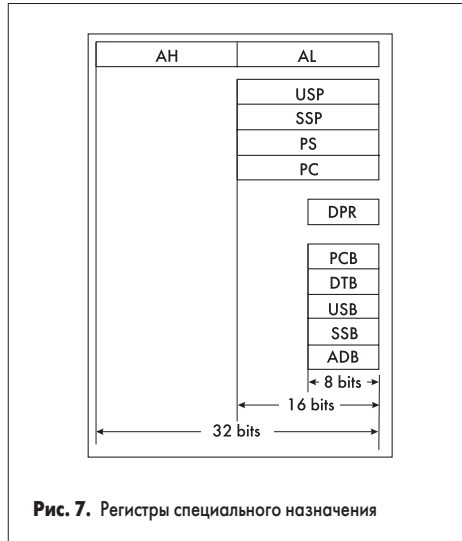 AH AL
USP
SSP
PS
PC
DPR
PCB
DTB
USB
SSB
ADB
8 bits
16 bits
32 bits
Рис. 7. Регистры специального назначения